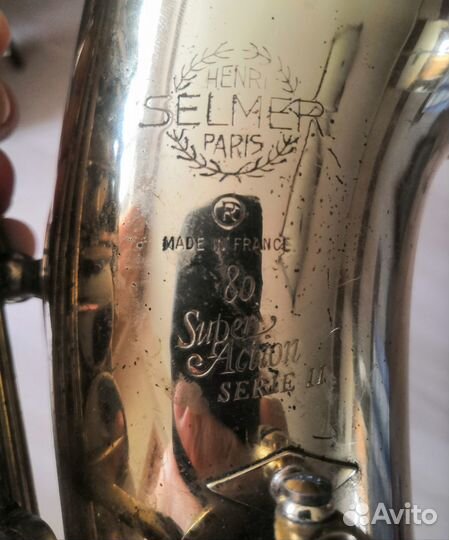 HENRI
SELMER
PARIS
R
MADE IN FRANCE
80
Super
Action
SERIE II
Avito